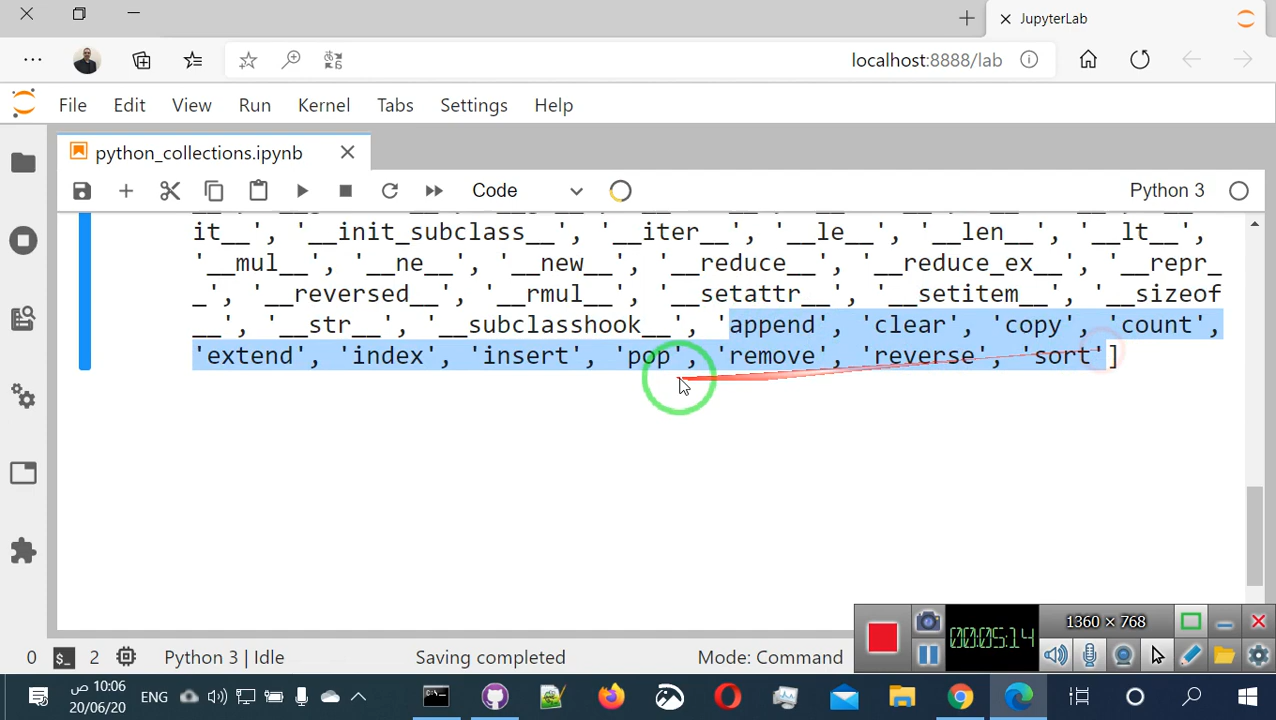 JupyterLab
localhost:8888/lab
File Edit View Run Kernel Tabs Settings Help
python_collections.ipynb
Code
Python 3
it__', '__init_subclass__', '__iter__', '__le__', '__len__', '__lt__',
'__mul__', '__ne__', '__new__', '__reduce__', '__reduce_ex__', '__repr_
_', '__reversed__', '__rmul__', '__setattr__', '__setitem__', '__sizeof
__', '__str__', '__subclasshook__', 'append', 'clear', 'copy', 'count',
'extend', 'index', 'insert', 'pop', 'remove', 'reverse', 'sort']
1360 × 768
00:05:14
0 2 Python 3 | Idle Saving completed Mode: Command
10:06 ص
ENG
20/06/20